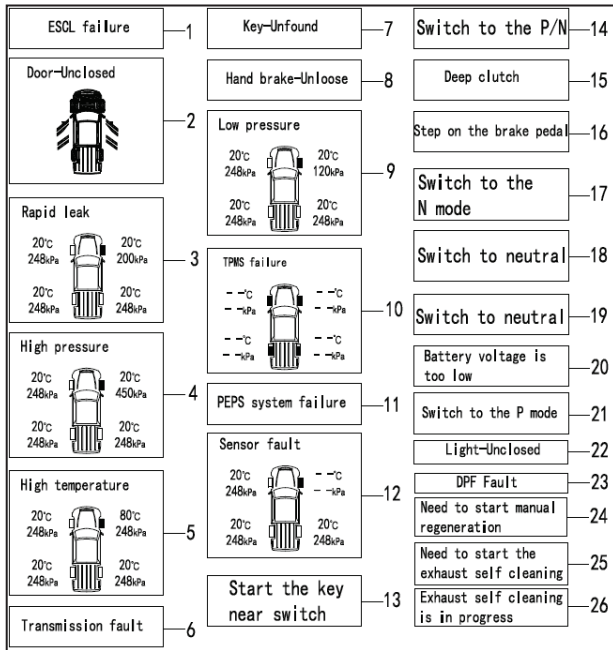 ESCL failure
1
Door-Unclosed
2
Rapid leak
20℃ 20℃
248kPa 200kPa
20℃ 20℃
248kPa 248kPa
3
High pressure
20℃ 20℃
248kPa 450kPa
20℃ 20℃
248kPa 248kPa
4
High temperature
20℃ 80℃
248kPa 248kPa
20℃ 20℃
248kPa 248kPa
5
Transmission fault
6
Key-Unfound
7
Hand brake-Unloose
8
Low pressure
20℃ 20℃
248kPa 120kPa
20℃ 20℃
248kPa 248kPa
9
TPMS failure
--℃ --℃
--kPa --kPa
--℃ --℃
--kPa --kPa
10
PEPS system failure
11
Sensor fault
20℃ --℃
248kPa --kPa
20℃ 20℃
248kPa 248kPa
12
Start the key
near switch
13
Switch to the P/N
14
Deep clutch
15
Step on the brake pedal
16
Switch to the
N mode
17
Switch to neutral
18
Switch to neutral
19
Battery voltage is
too low
20
Switch to the P mode
21
Light-Unclosed
22
DPF Fault
23
Need to start manual
regeneration
24
Need to start the
exhaust self cleaning
25
Exhaust self cleaning
is in progress
26